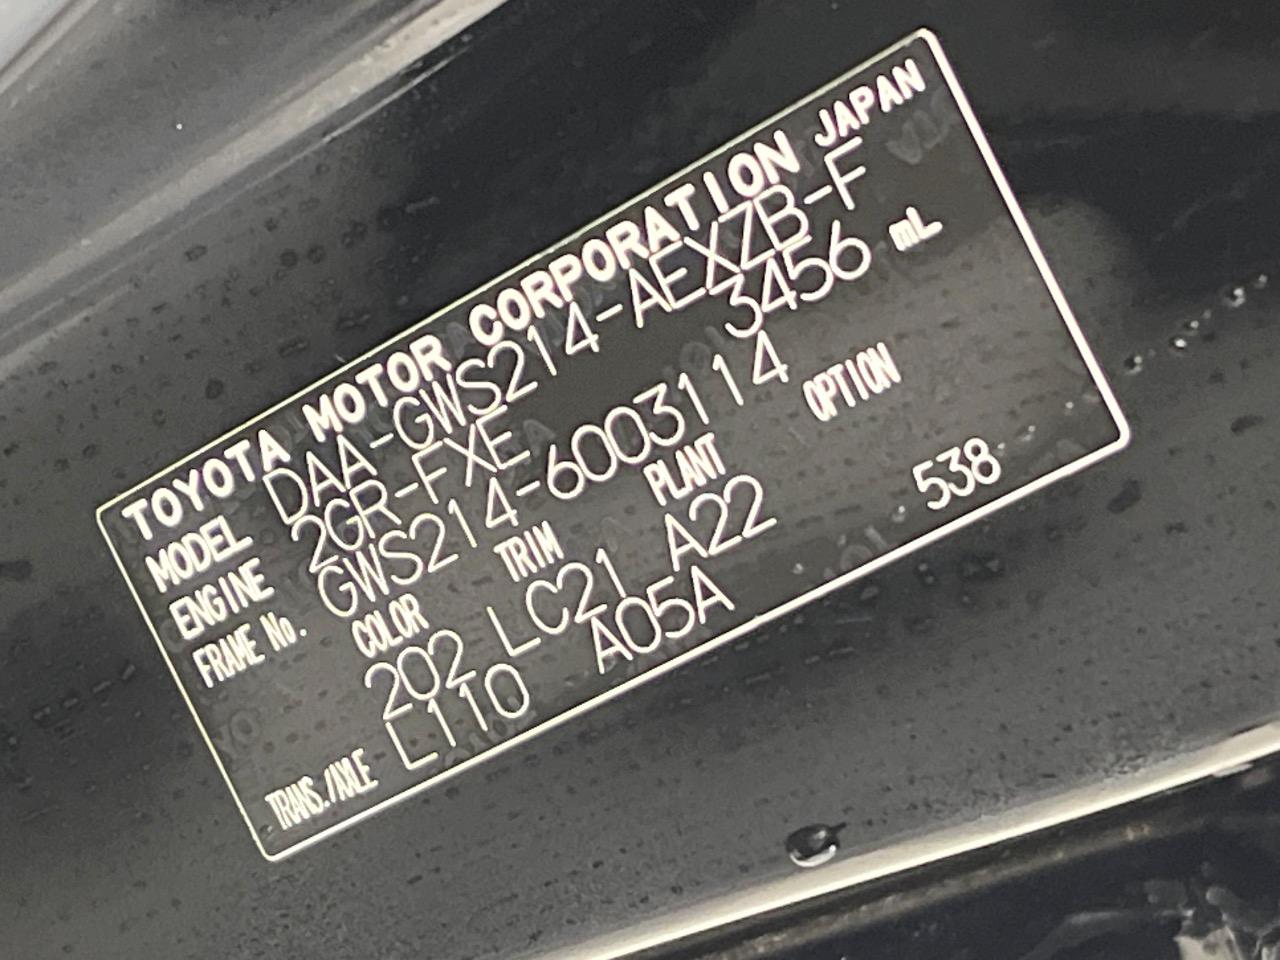 TOYOTA MOTOR CORPORATION JAPAN
MODEL DAA-GWS214-AEXZB-F
ENGINE 2GR-FXE 3456 mL
FRAME No. GWS214-6003114
COLOR TRIM PLANT OPTION
202 LC21 A22 538
TRANS./AXLE L110 A05A